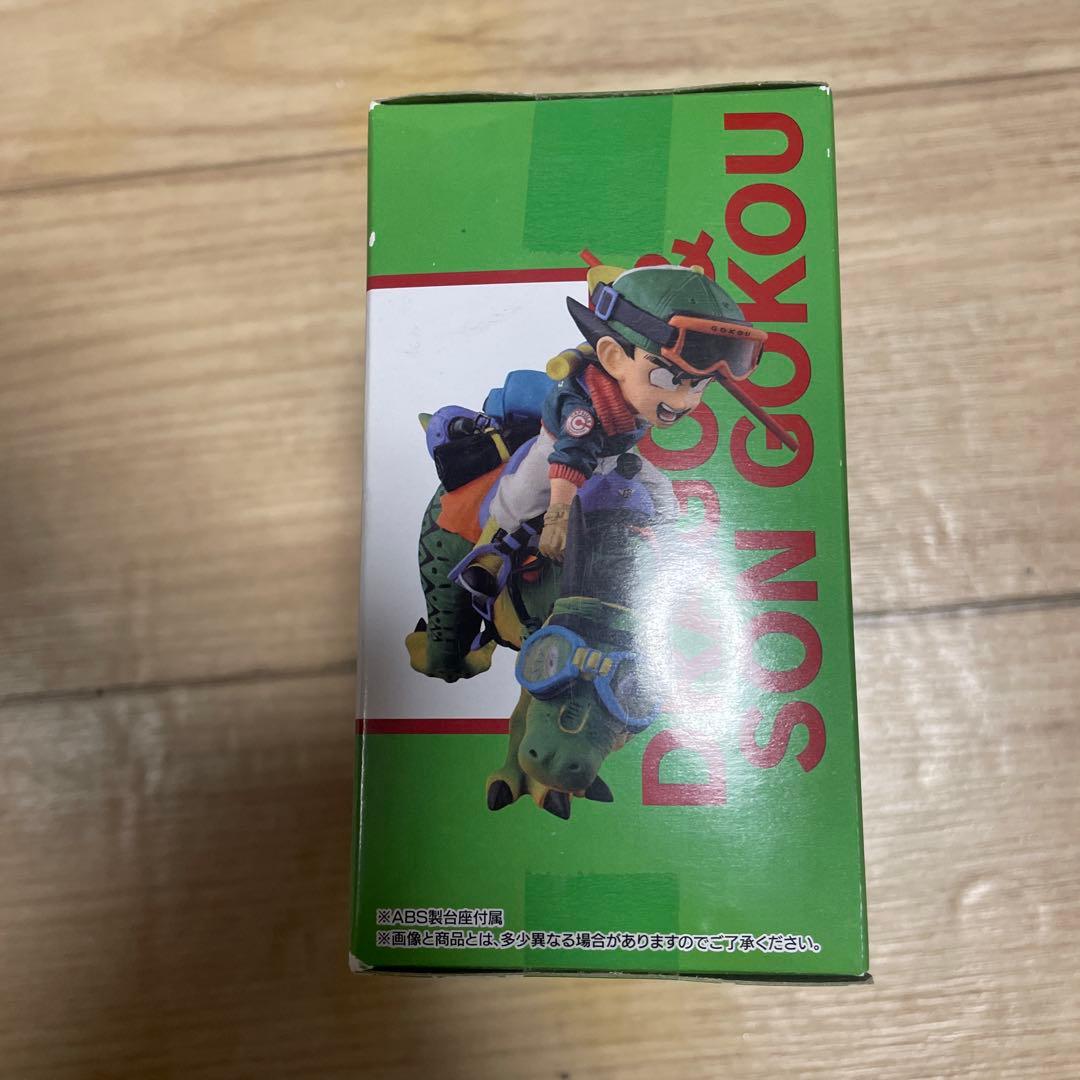 DRAGO &
SON GOKOU
GOKOU
※ABS製台座付属
※画像と商品とは、多少異なる場合がありますのでご了承ください。